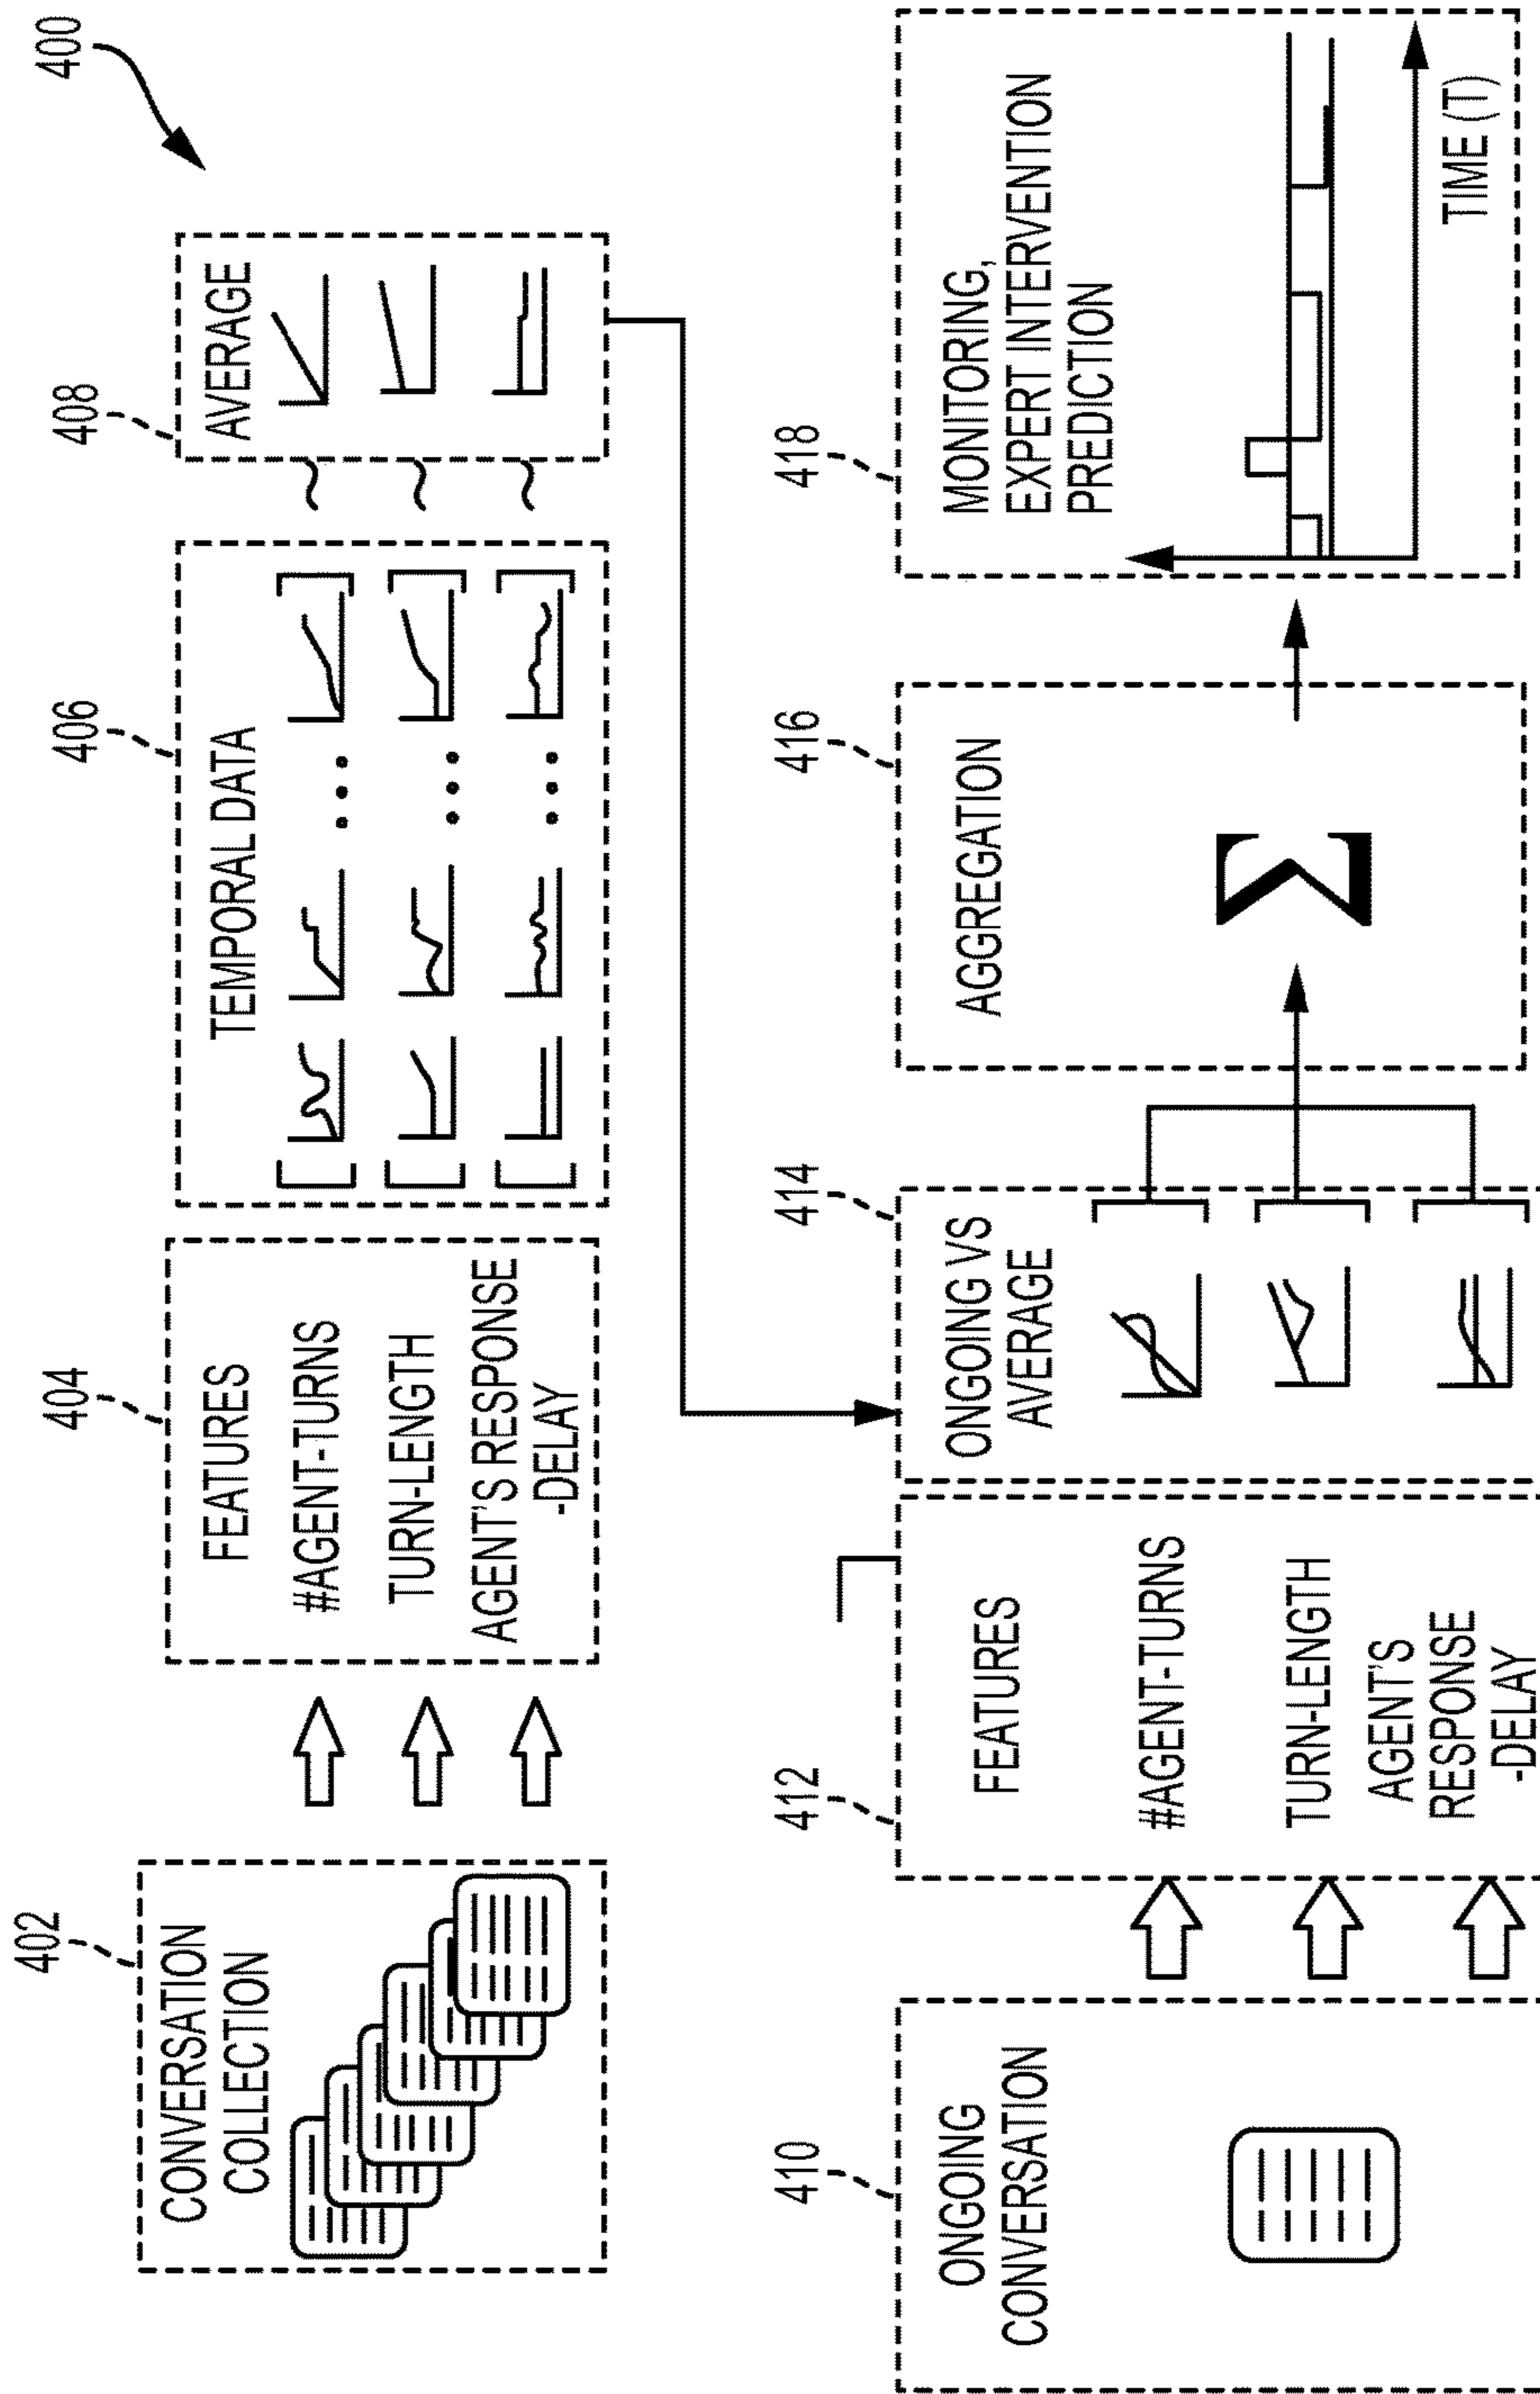 400
402
CONVERSATION
COLLECTION
404
FEATURES
#AGENT-TURNS
TURN-LENGTH
AGENT'S RESPONSE
-DELAY
406
TEMPORAL DATA
408
AVERAGE
410
ONGOING
CONVERSATION
412
FEATURES
#AGENT-TURNS
TURN-LENGTH
AGENT'S
RESPONSE
-DELAY
414
ONGOING VS
AVERAGE
416
AGGREGATION
Σ
418
MONITORING,
EXPERT INTERVENTION
PREDICTION
TIME (T)